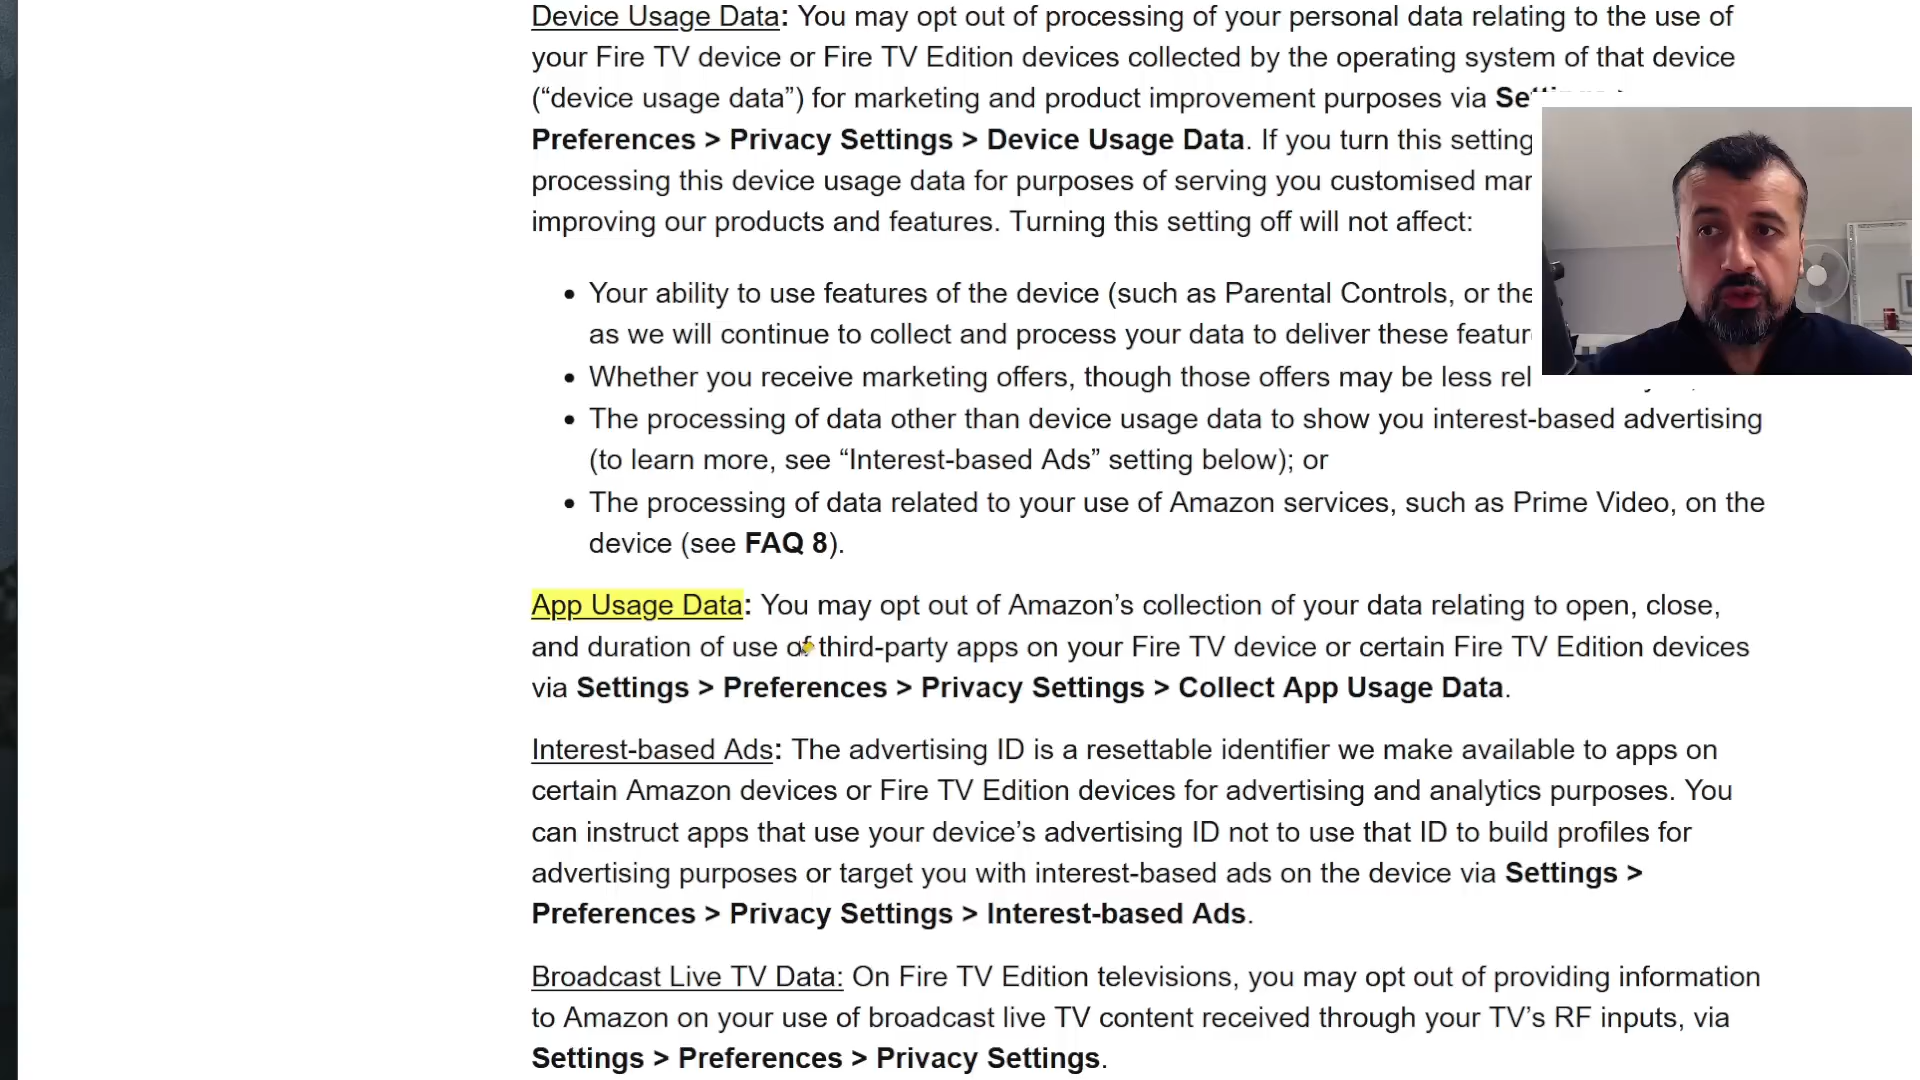 Device Usage Data: You may opt out of processing of your personal data relating to the use of
your Fire TV device or Fire TV Edition devices collected by the operating system of that device
(“device usage data”) for marketing and product improvement purposes via Settings >
Preferences > Privacy Settings > Device Usage Data. If you turn this setting
processing this device usage data for purposes of serving you customised mar
improving our products and features. Turning this setting off will not affect:
• Your ability to use features of the device (such as Parental Controls, or the
as we will continue to collect and process your data to deliver these featur
• Whether you receive marketing offers, though those offers may be less rel
• The processing of data other than device usage data to show you interest-based advertising
(to learn more, see “Interest-based Ads” setting below); or
• The processing of data related to your use of Amazon services, such as Prime Video, on the
device (see FAQ 8).
App Usage Data: You may opt out of Amazon’s collection of your data relating to open, close,
and duration of use of third-party apps on your Fire TV device or certain Fire TV Edition devices
via Settings > Preferences > Privacy Settings > Collect App Usage Data.
Interest-based Ads: The advertising ID is a resettable identifier we make available to apps on
certain Amazon devices or Fire TV Edition devices for advertising and analytics purposes. You
can instruct apps that use your device’s advertising ID not to use that ID to build profiles for
advertising purposes or target you with interest-based ads on the device via Settings >
Preferences > Privacy Settings > Interest-based Ads.
Broadcast Live TV Data: On Fire TV Edition televisions, you may opt out of providing information
to Amazon on your use of broadcast live TV content received through your TV’s RF inputs, via
Settings > Preferences > Privacy Settings.